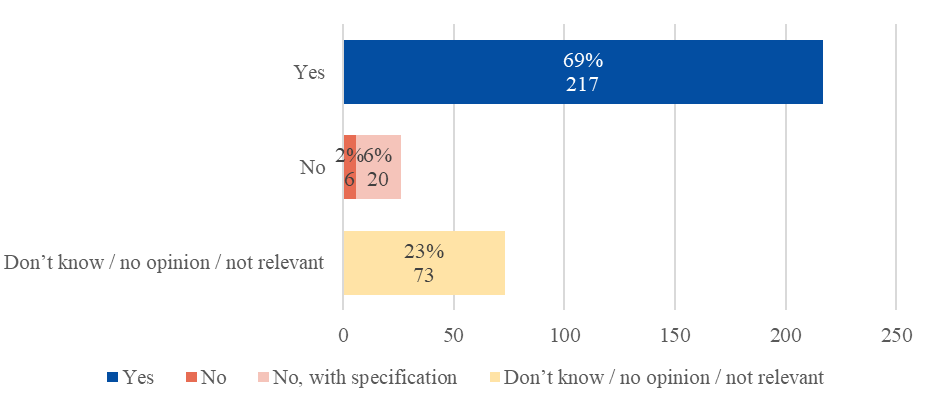 Yes
69%
217
No
2% 6%
6 20
Don’t know / no opinion / not relevant
23%
73
0 50 100 150 200 250
Yes No No, with specification Don’t know / no opinion / not relevant